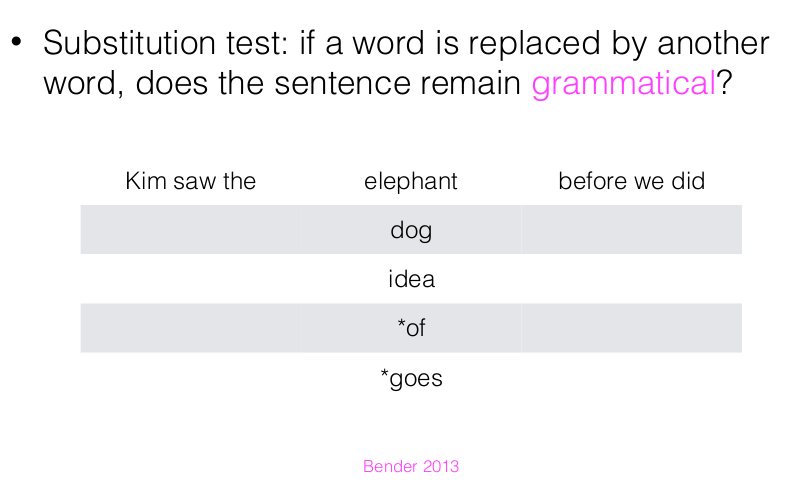 • Substitution test: if a word is replaced by another
word, does the sentence remain grammatical?
Kim saw the elephant before we did
dog
idea
*of
*goes
Bender 2013